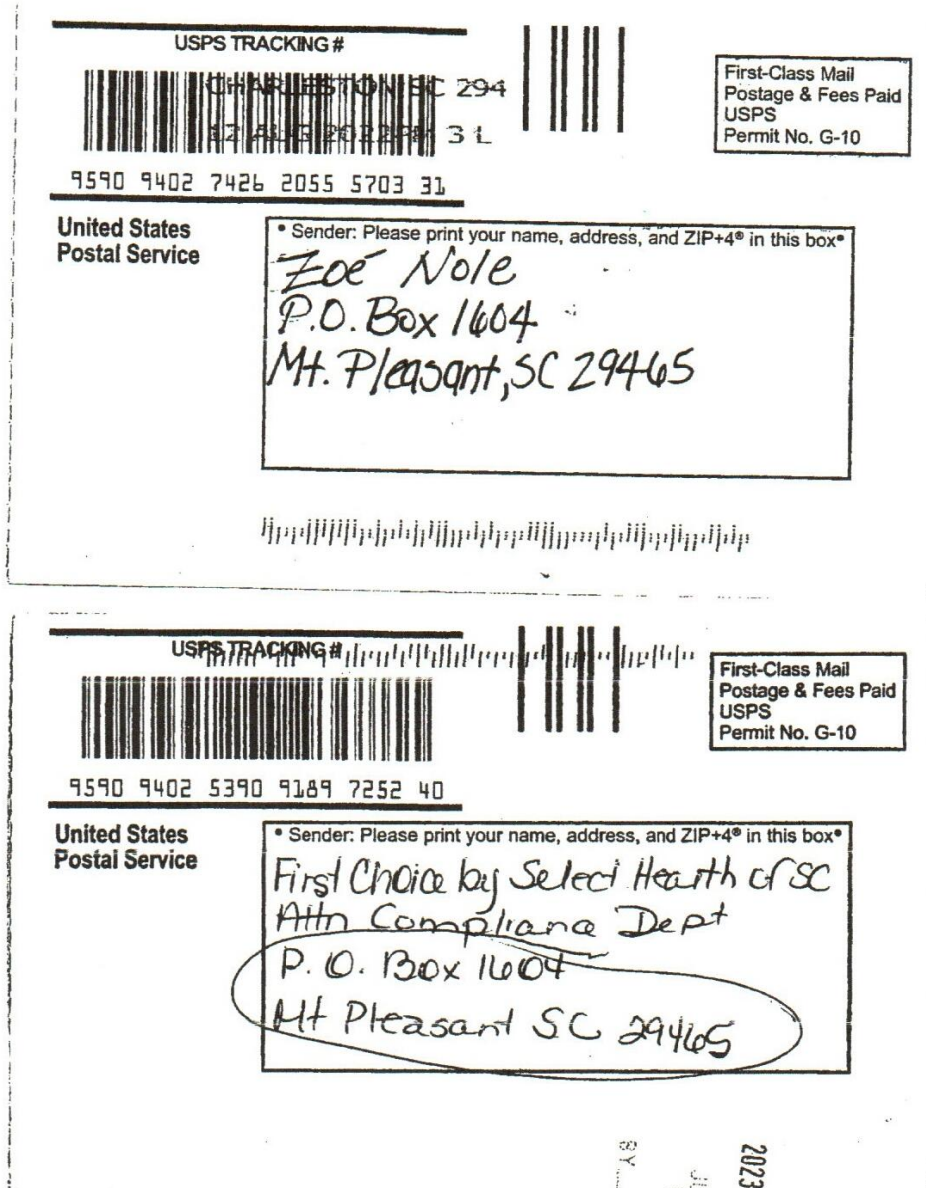 USPS TRACKING #
CHARLESTON SC 294
12 AUG 2022 PM 3 L
9590 9402 7426 2055 5703 31
First-Class Mail
Postage & Fees Paid
USPS
Permit No. G-10
United States
Postal Service
• Sender: Please print your name, address, and ZIP+4® in this box•
Zoé Nole
P.O. Box 1604
Mt. Pleasant, SC 29465
USPS TRACKING #
9590 9402 5390 9189 7252 40
First-Class Mail
Postage & Fees Paid
USPS
Permit No. G-10
United States
Postal Service
• Sender: Please print your name, address, and ZIP+4® in this box•
First Choice by Select Health of SC
Attn Compliance Dept
P. O. Box 1604
Mt Pleasant SC 29465
2023
BY